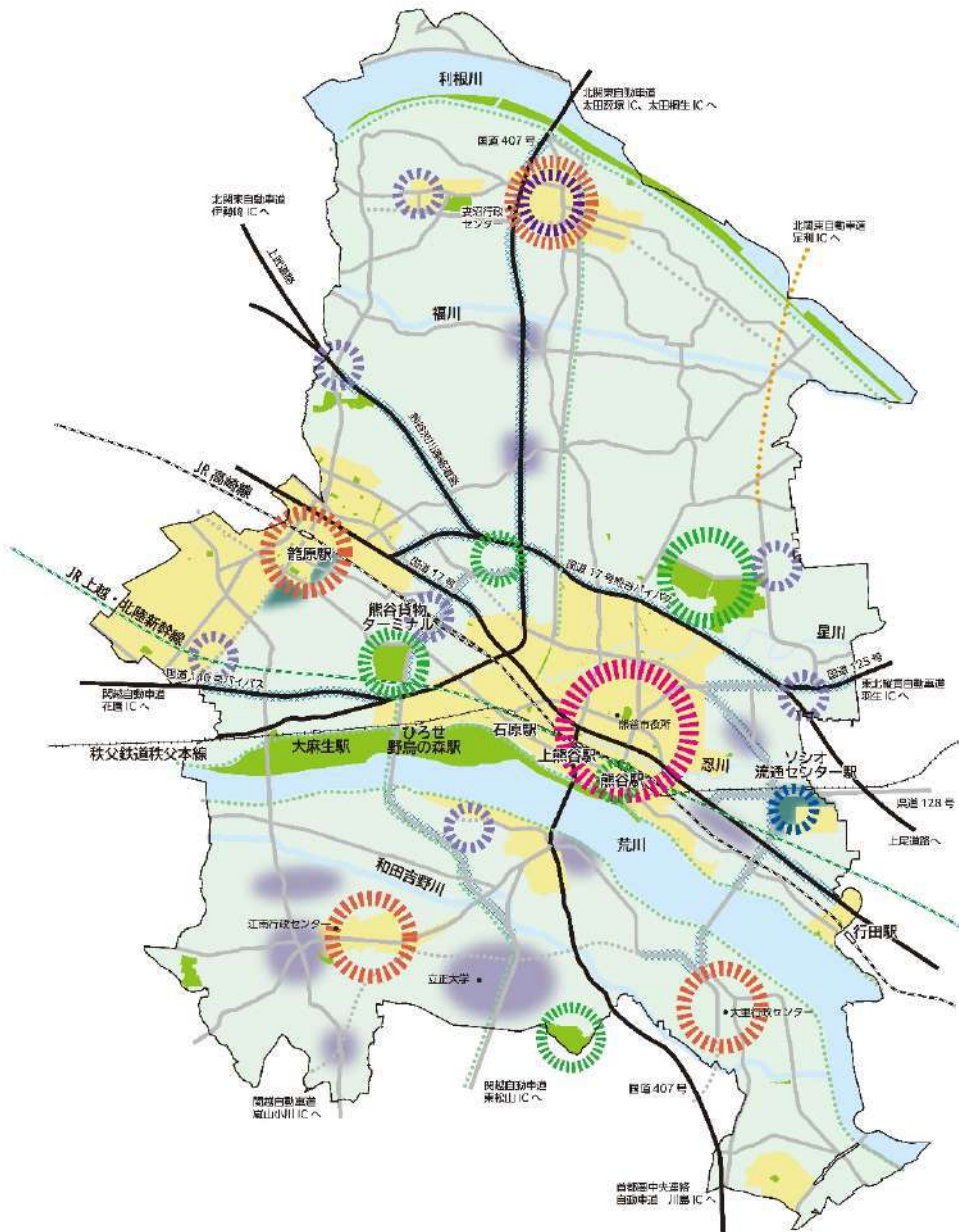 利根川
北関東自動車道
太田藪塚IC、太田桐生ICへ
国道407号
北関東自動車道
伊勢崎ICへ
妻沼行政
センター
北関東自動車道
足利ICへ
上武道路
福川
JR高崎線
籠原駅
国道17号
国道17号熊谷バイパス
熊谷貨物
ターミナル
JR上越・北陸新幹線
星川
国道125号
国道140号バイパス
関越自動車道
花園ICへ
東北縦貫自動車道
羽生ICへ
熊谷市役所
秩父鉄道秩父本線
大麻生駅
ひろせ
野鳥の森駅
石原駅
上熊谷駅
熊谷駅
忍川
ソシオ
流通センター駅
県道128号
上尾道路へ
荒川
和田吉野川
江南行政センター
行田駅
立正大学
大里行政センター
関越自動車道
嵐山小川ICへ
関越自動車道
東松山ICへ
国道407号
首都圏中央連絡
自動車道 川島ICへ